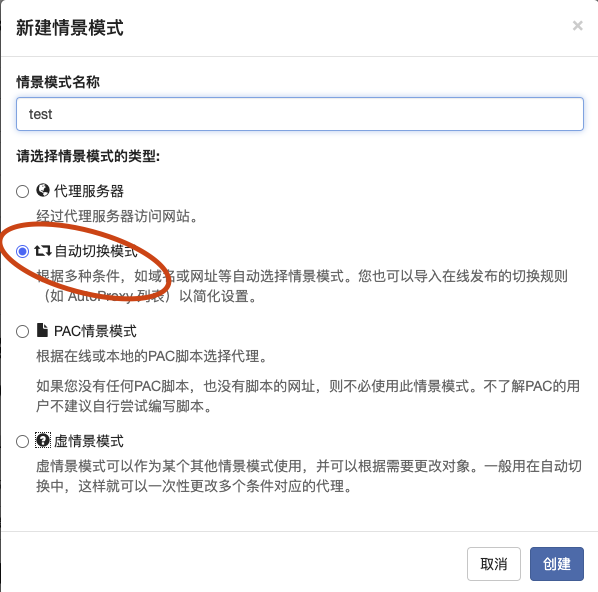 新建情景模式
×
情景模式名称
test
请选择情景模式的类型:
代理服务器
经过代理服务器访问网站。
自动切换模式
根据多种条件，如域名或网址等自动选择情景模式。您也可以导入在线发布的切换规则
（如 AutoProxy 列表）以简化设置。
PAC情景模式
根据在线或本地的PAC脚本选择代理。
如果您没有任何PAC脚本，也没有脚本的网址，则不必使用此情景模式。不了解PAC的用
户不建议自行尝试编写脚本。
虚情景模式
虚情景模式可以作为某个其他情景模式使用，并可以根据需要更改对象。一般用在自动切
换中，这样就可以一次性更改多个条件对应的代理。
取消
创建